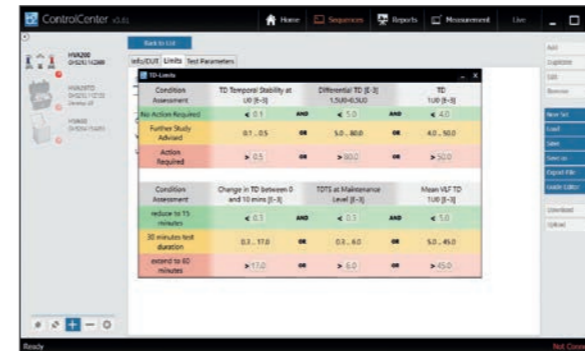 ControlCenter
Home
Sequences
Reports
Measurement
Live
Back to List
Info/DUT Limits Test Parameters
HVA200
HVA60
TD-Limits
Condition Assessment
TD Temporal Stability at U0 [E-3]
Differential TD [E-3] 1.5U0-0.5U0
TD 1U0 [E-3]
No Action Required < 0.1 AND < 5.0 AND < 4.0
Further Study Advised 0.1 .. 0.5 OR 5.0 .. 80.0 OR 4.0 .. 50.0
Action Required > 0.5 OR > 80.0 OR > 50.0
Condition Assessment
Change in TD between 0 and 10 mins [E-3]
TDTS at Maintenance Level [E-3]
Mean VLF TD 1U0 [E-3]
reduce to 15 minutes < 0.3 AND < 0.3 AND < 5.0
30 minutes test duration 0.3 .. 17.0 OR 0.3 .. 6.0 OR 5.0 .. 45.0
extend to 60 minutes > 17.0 OR > 6.0 OR > 45.0
Add
Duplicate
Edit
Remove
New Set
Load
Save
Save as
Export File
Guide Editor
Download
Upload
Ready